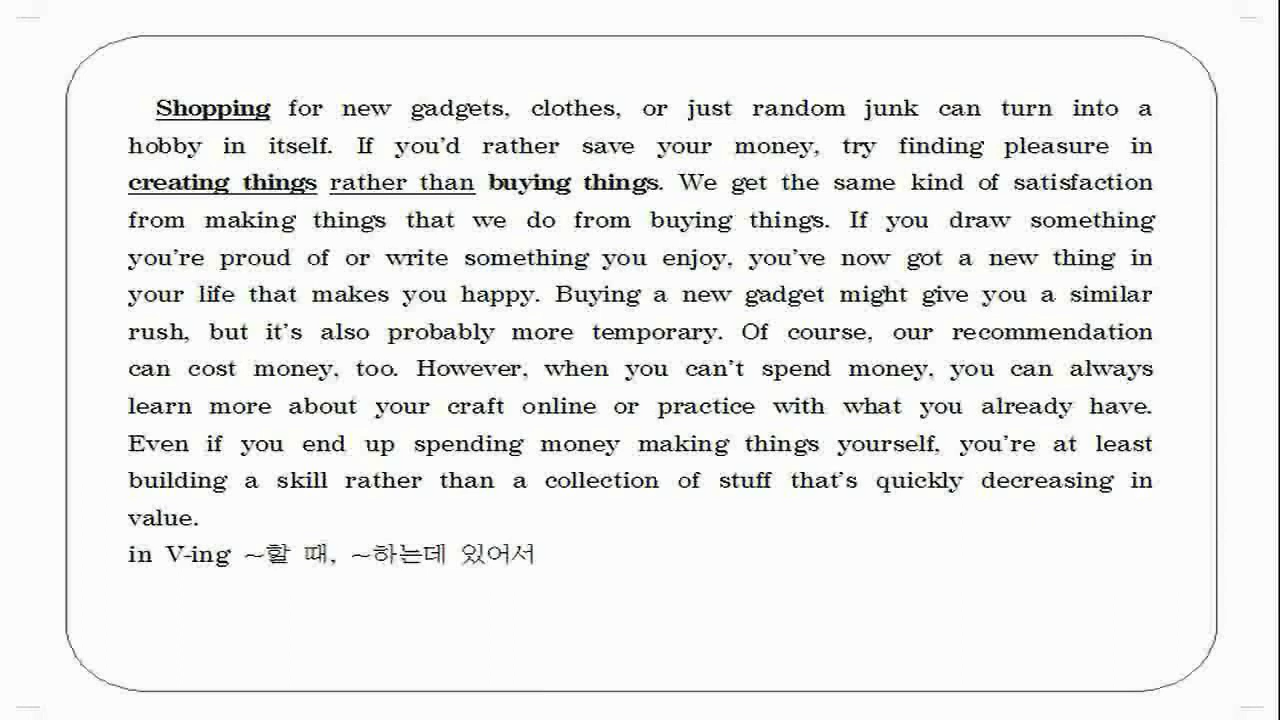 Shopping for new gadgets, clothes, or just random junk can turn into a
hobby in itself. If you'd rather save your money, try finding pleasure in
creating things rather than buying things. We get the same kind of satisfaction
from making things that we do from buying things. If you draw something
you're proud of or write something you enjoy, you've now got a new thing in
your life that makes you happy. Buying a new gadget might give you a similar
rush, but it's also probably more temporary. Of course, our recommendation
can cost money, too. However, when you can't spend money, you can always
learn more about your craft online or practice with what you already have.
Even if you end up spending money making things yourself, you're at least
building a skill rather than a collection of stuff that's quickly decreasing in
value.
in V-ing ~할 때, ~하는데 있어서